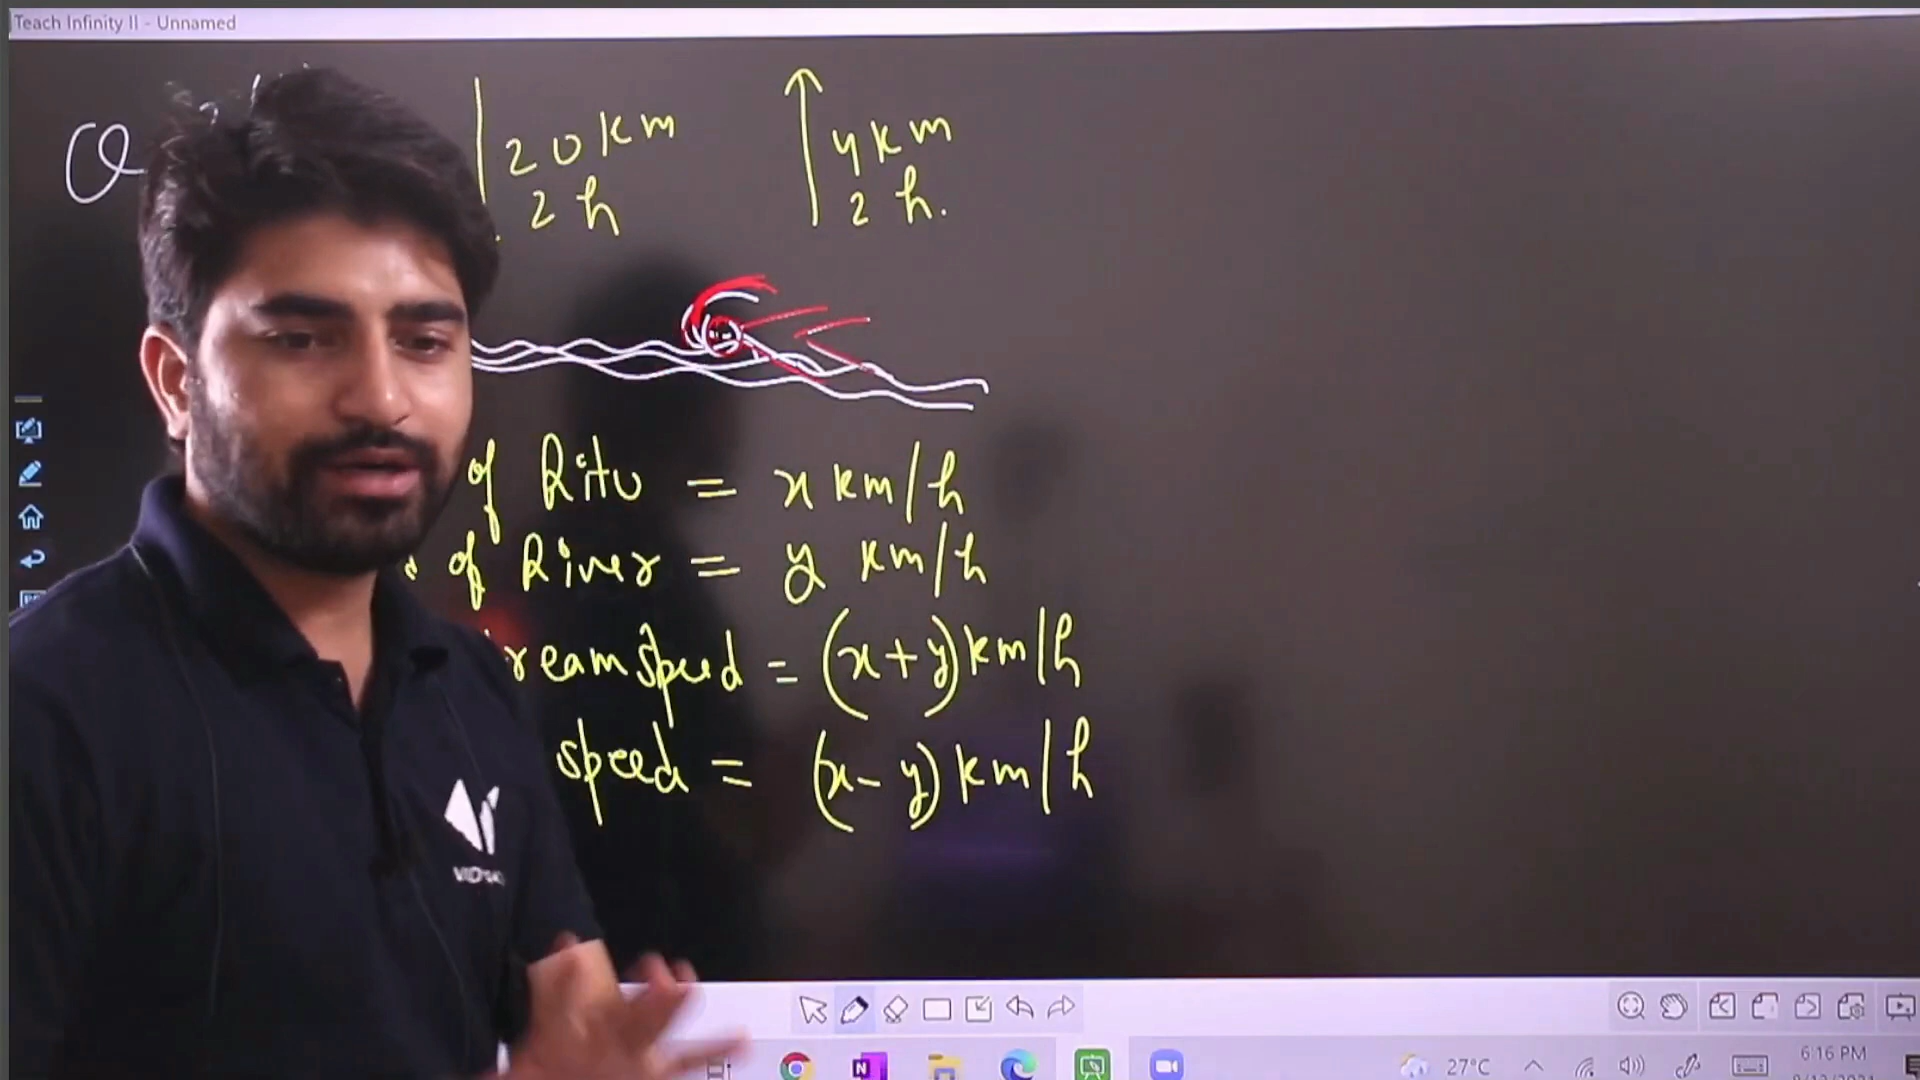 Teach Infinity II - Unnamed
Q
20 km
2 h
4 km
2 h.
of Ritu = x km/h
of River = y km/h
ream speed = (x+y) km/h
speed = (x-y) km/h
27°C
6:16 PM